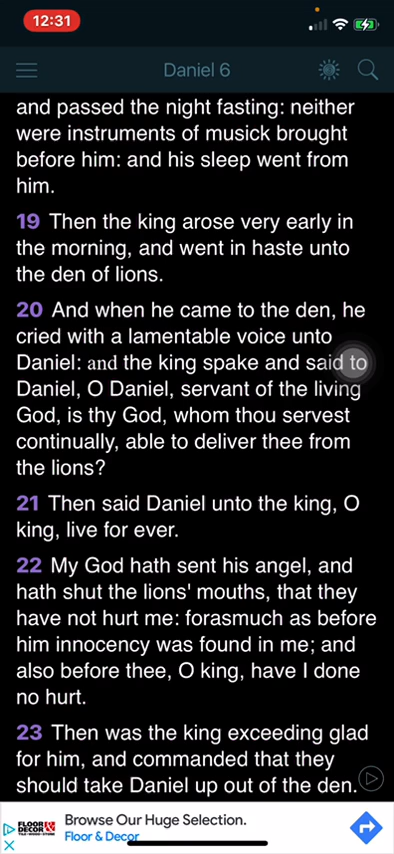 12:31
Daniel 6
and passed the night fasting: neither
were instruments of musick brought
before him: and his sleep went from
him.
19 Then the king arose very early in
the morning, and went in haste unto
the den of lions.
20 And when he came to the den, he
cried with a lamentable voice unto
Daniel: and the king spake and said to
Daniel, O Daniel, servant of the living
God, is thy God, whom thou servest
continually, able to deliver thee from
the lions?
21 Then said Daniel unto the king, O
king, live for ever.
22 My God hath sent his angel, and
hath shut the lions' mouths, that they
have not hurt me: forasmuch as before
him innocency was found in me; and
also before thee, O king, have I done
no hurt.
23 Then was the king exceeding glad
for him, and commanded that they
should take Daniel up out of the den.
FLOOR
&DECOR
Browse Our Huge Selection.
Floor & Decor